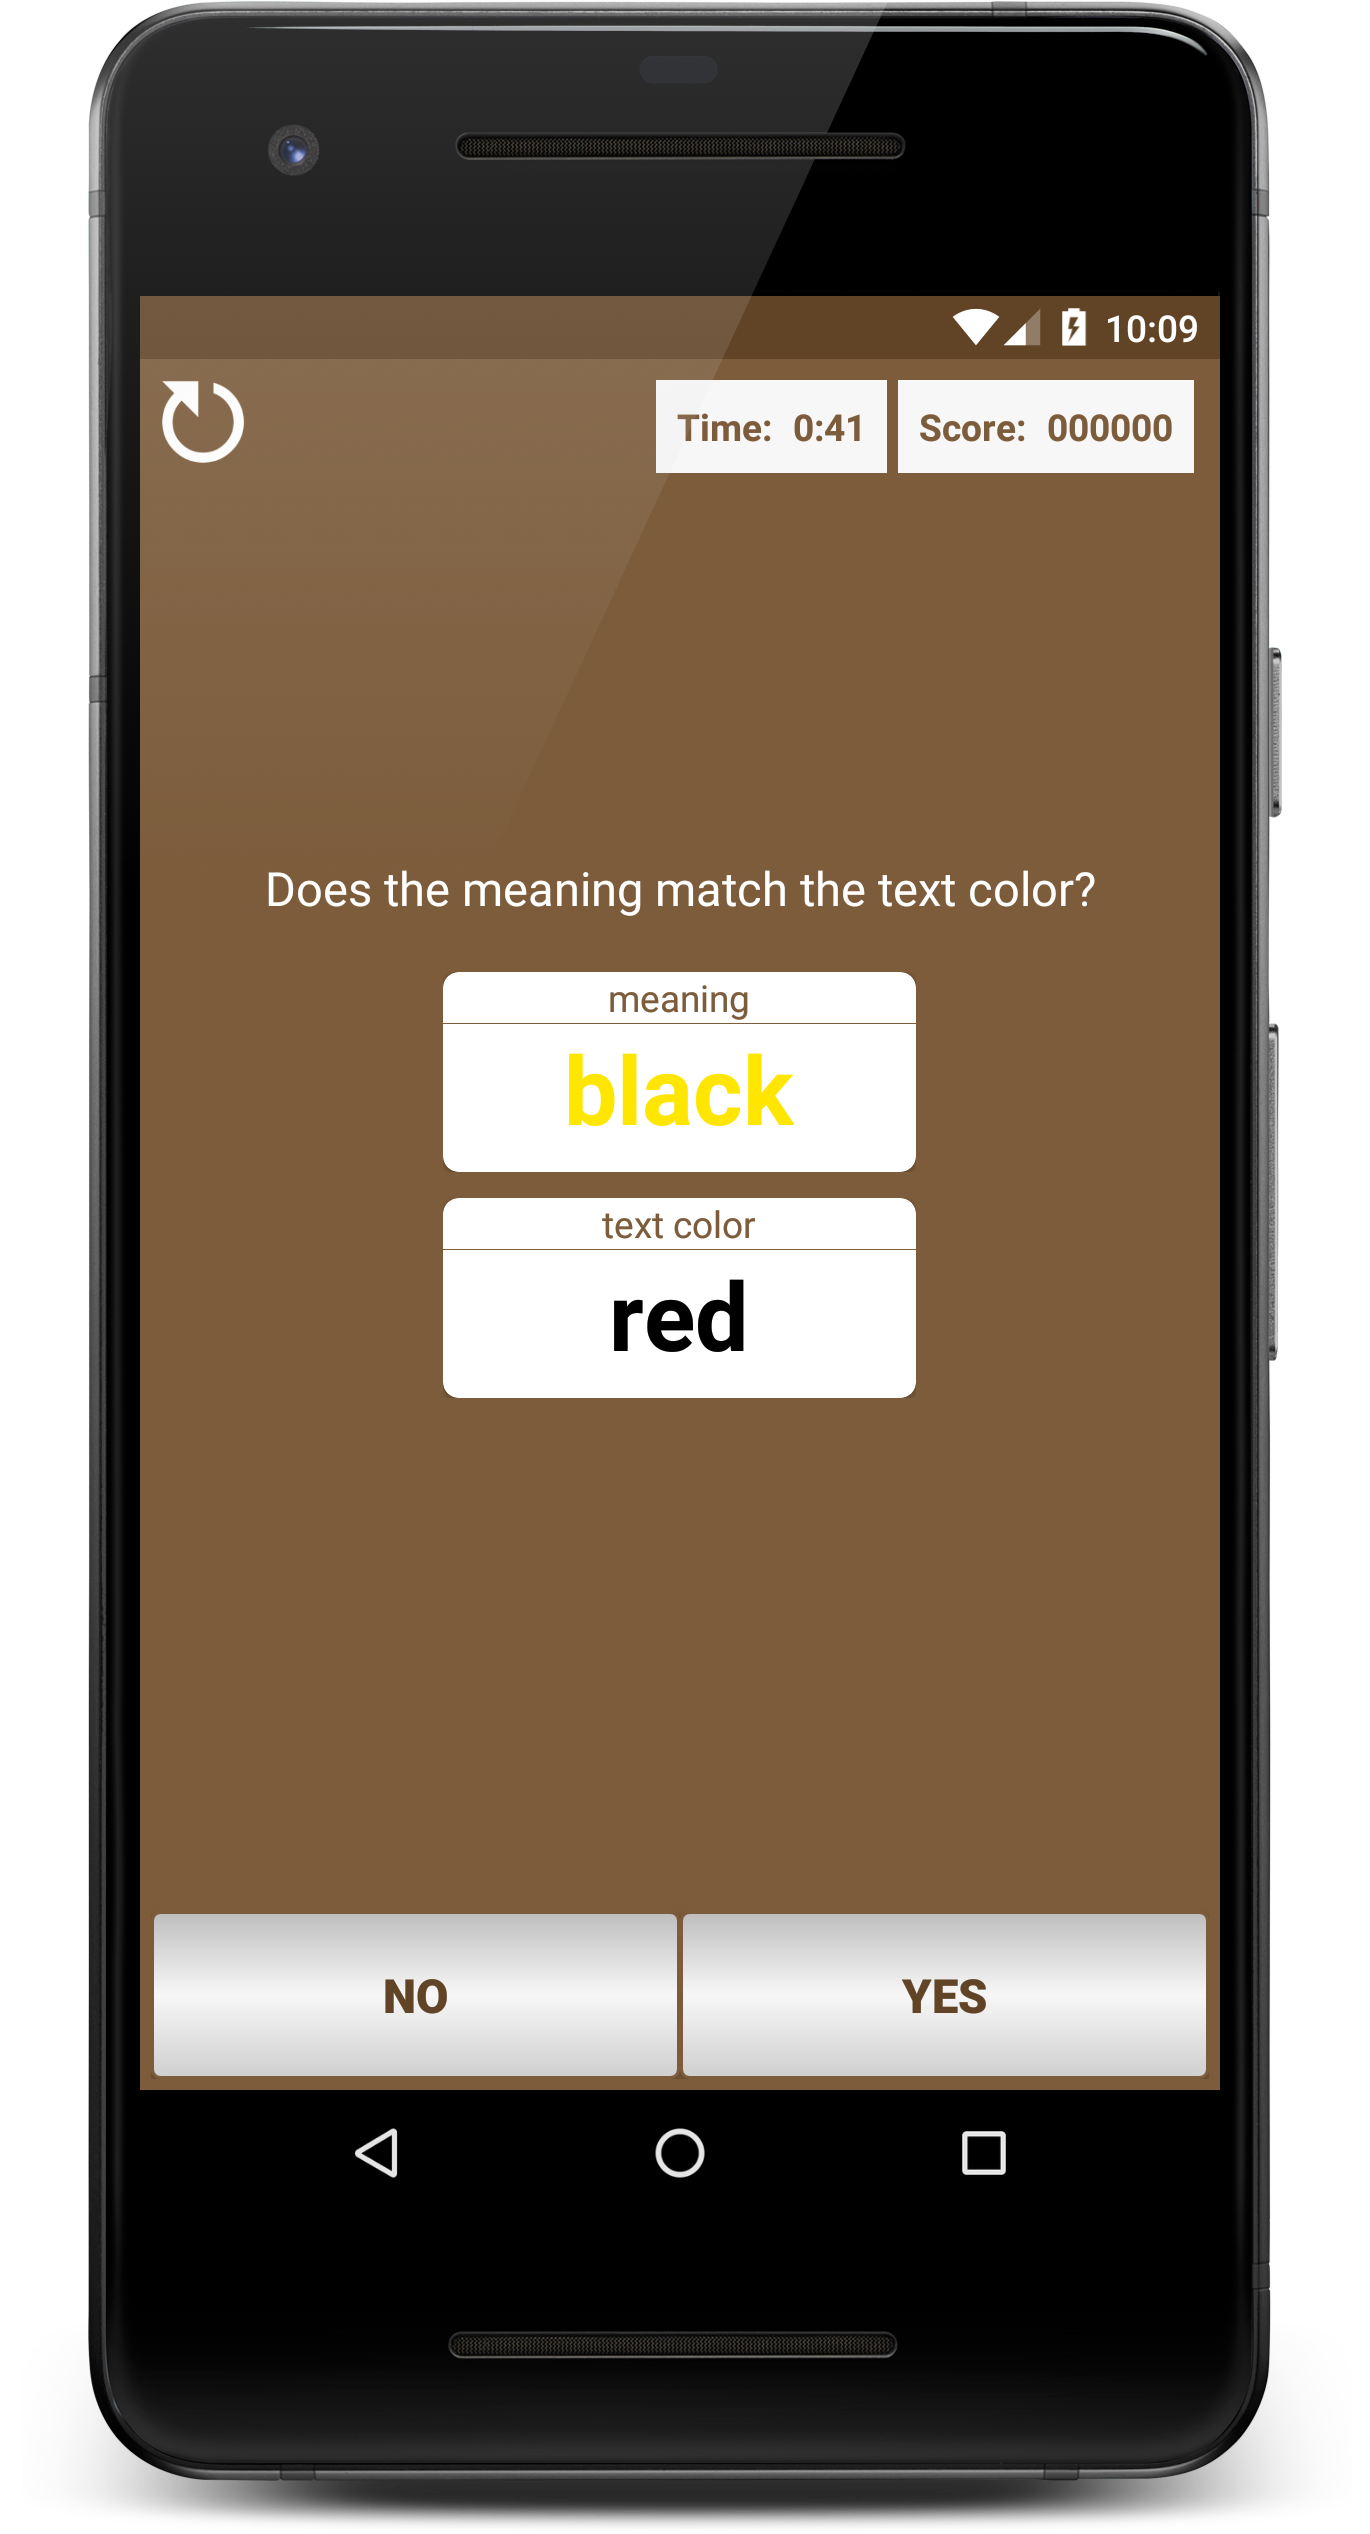 10:09
Time: 0:41 Score: 000000
Does the meaning match the text color?
meaning
black
text color
red
NO YES